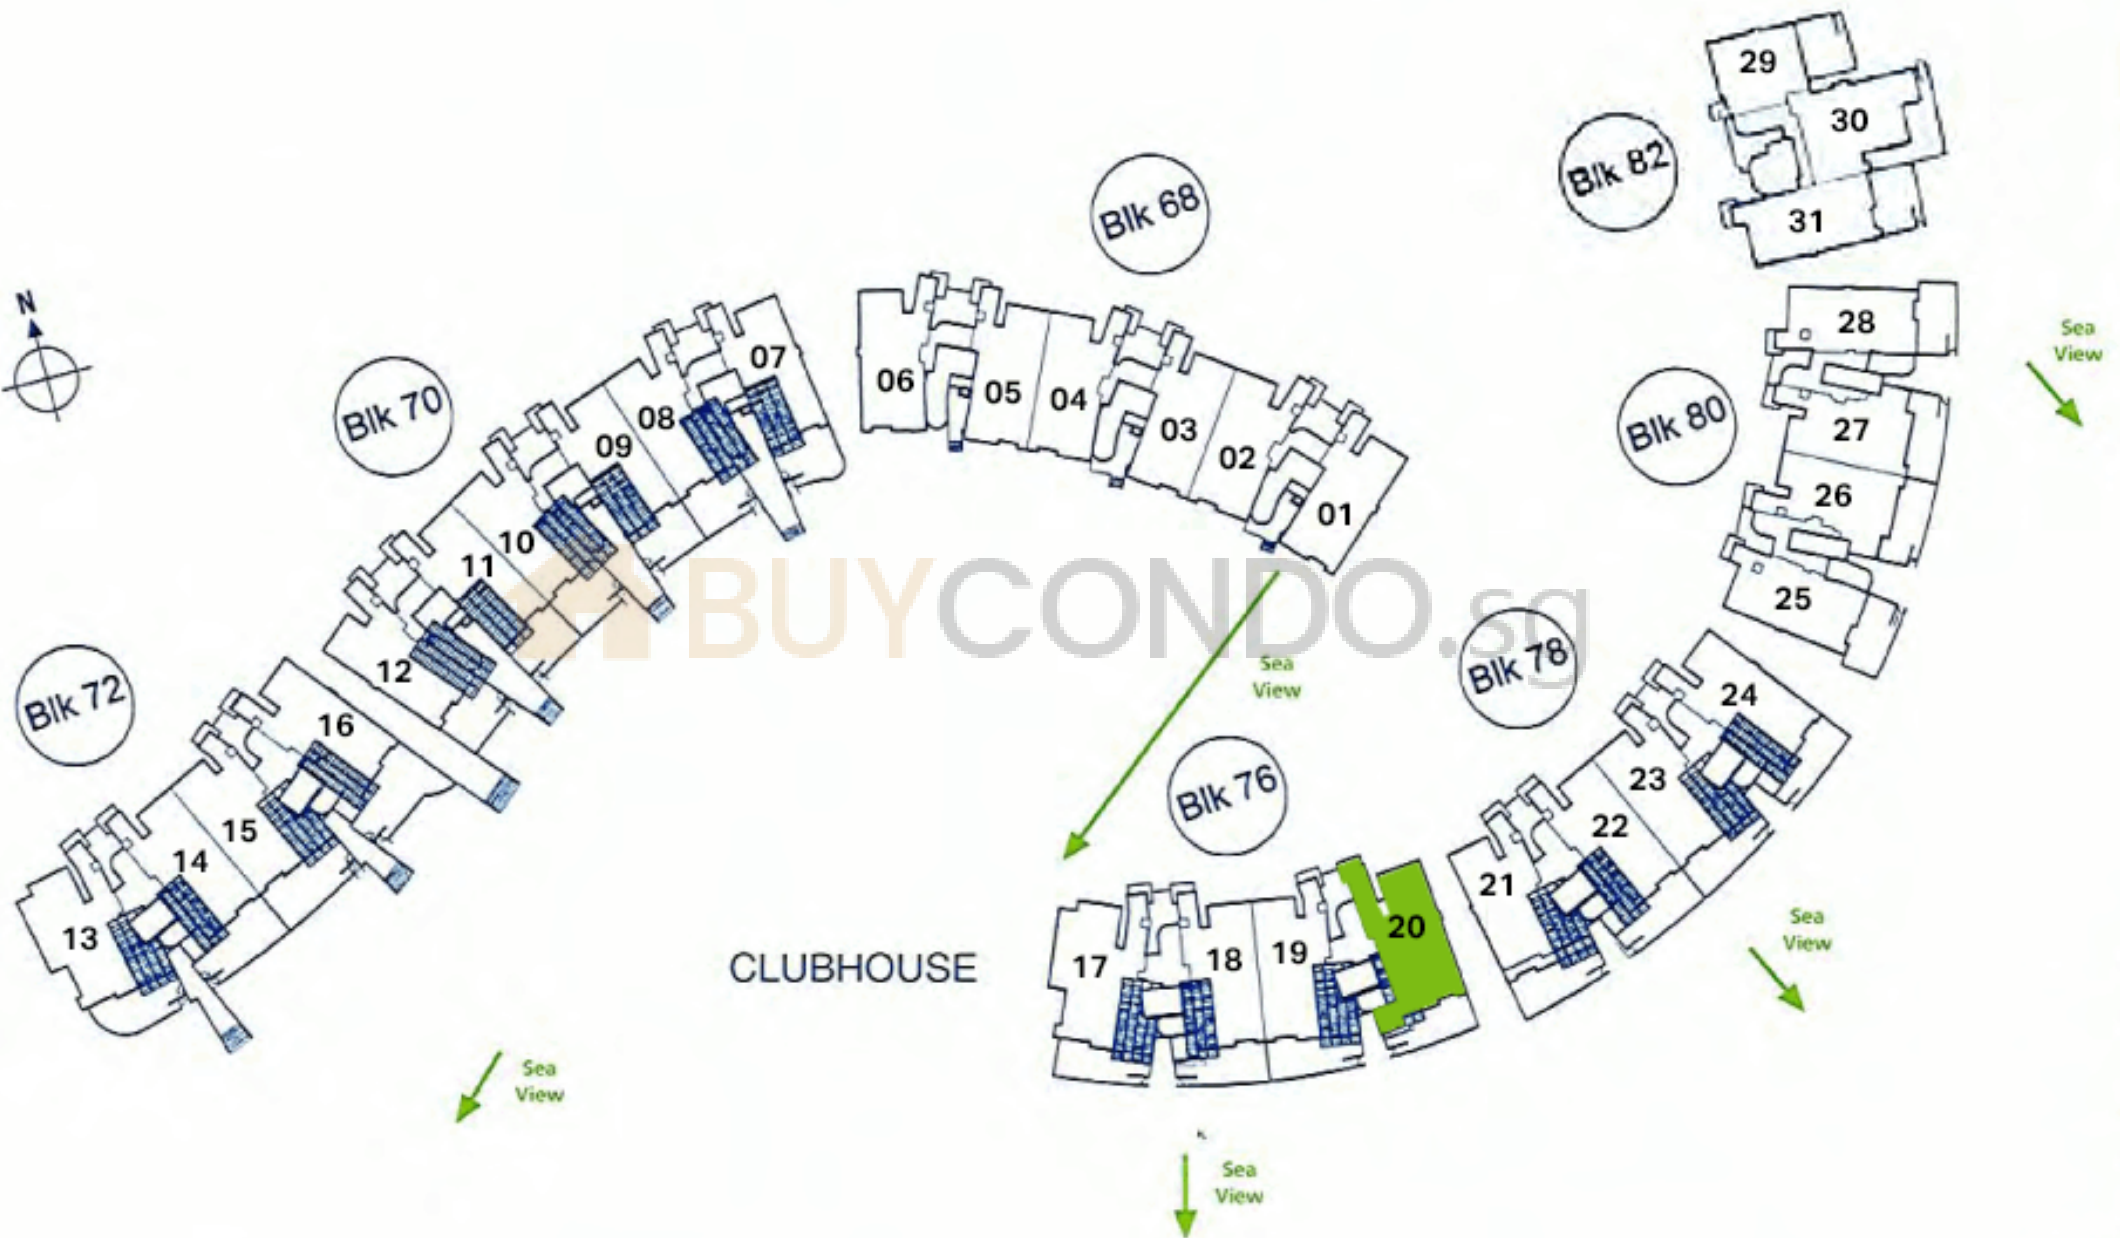 29
30
Blk 82
31
Blk 68
N
07
Blk 70
06
05
04
03
02
01
08
09
10
11
12
28
Sea
View
Blk 80
27
26
25
BUYCONDO.sg
Sea
View
Blk 72
16
15
14
13
Blk 78
24
23
22
21
Blk 76
20
19
18
17
CLUBHOUSE
Sea
View
Sea
View
Sea
View